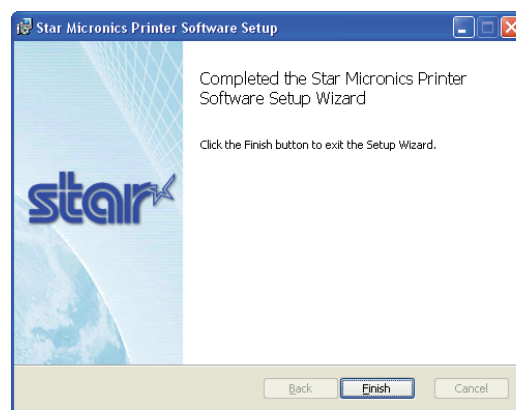 Star Micronics Printer Software Setup
Completed the Star Micronics Printer
Software Setup Wizard
Click the Finish button to exit the Setup Wizard.
star
Back
Finish
Cancel